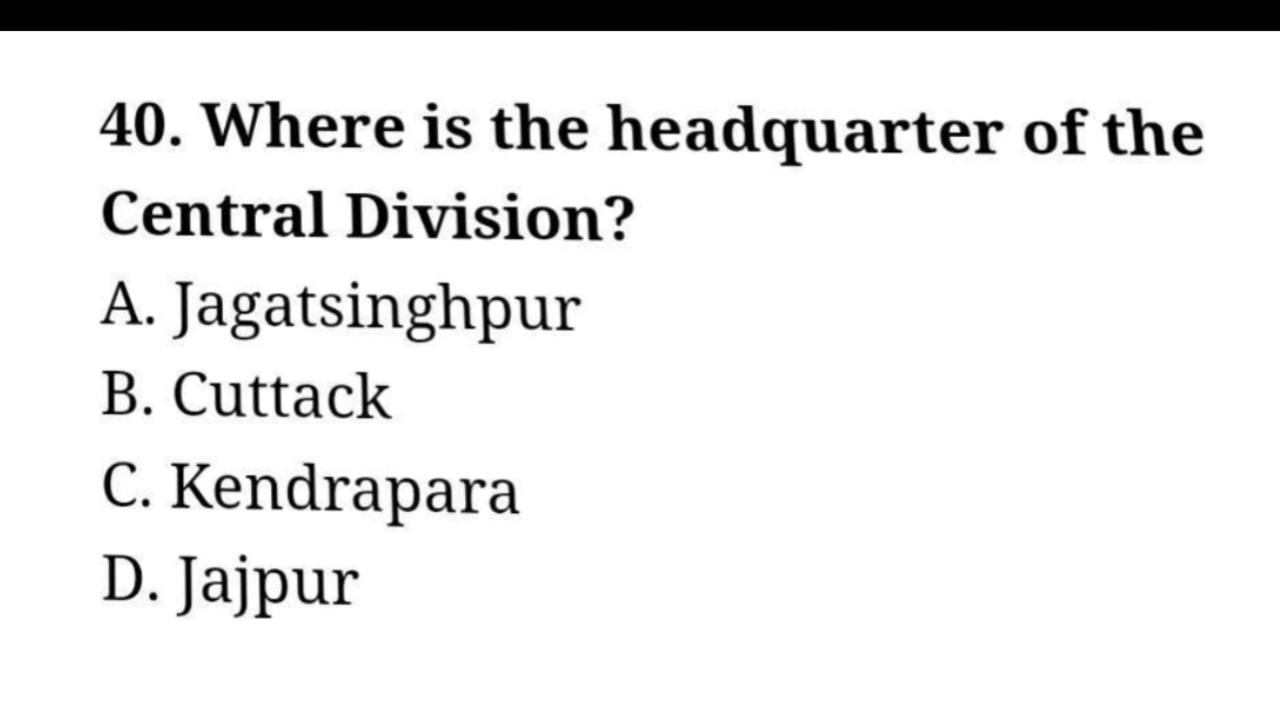 40. Where is the headquarter of the
Central Division?
A. Jagatsinghpur
B. Cuttack
C. Kendrapara
D. Jajpur